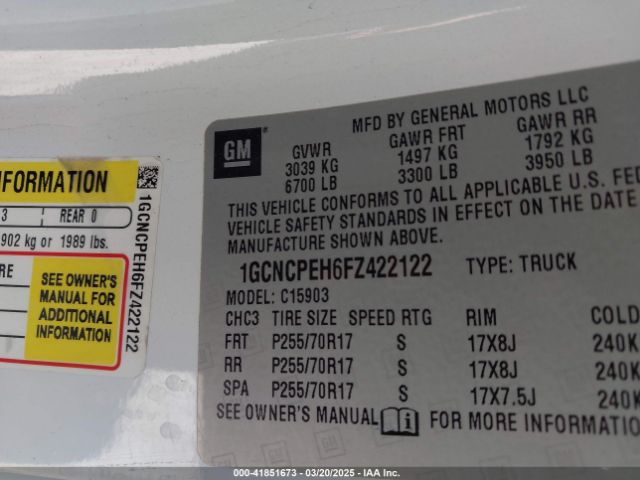 NFORMATION
3 REAR 0
902 kg or 1989 lbs.
RE
SEE OWNER'S
MANUAL FOR
ADDITIONAL
INFORMATION
1GCNCPEH6FZ422122
GM
MFD BY GENERAL MOTORS LLC
GVWR GAWR FRT GAWR RR
3039 KG 1497 KG 1792 KG
6700 LB 3300 LB 3950 LB
THIS VEHICLE CONFORMS TO ALL APPLICABLE U.S. FED
VEHICLE SAFETY STANDARDS IN EFFECT ON THE DATE
MANUFACTURE SHOWN ABOVE.
1GCNCPEH6FZ422122 TYPE: TRUCK
MODEL: C15903
CHC3 TIRE SIZE SPEED RTG RIM COLD
FRT P255/70R17 S 17X8J 240K
RR P255/70R17 S 17X8J 240K
SPA P255/70R17 S 17X7.5J 240K
SEE OWNER'S MANUAL FOR MORE INFORMATIO
000-41851673 — 03/20/2025 — IAA Inc.